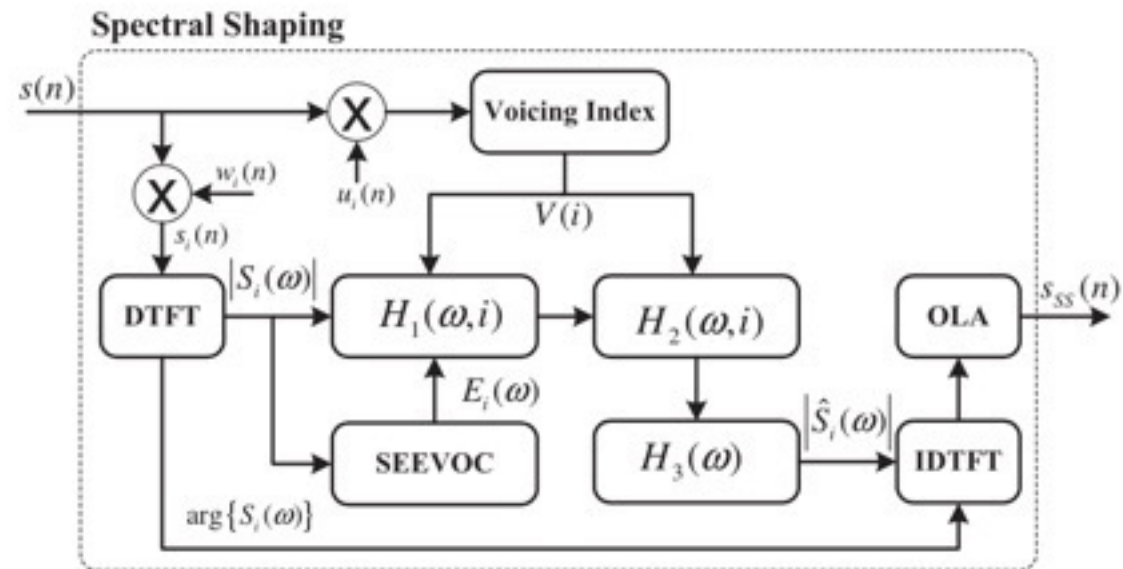 Spectral Shaping
s(n)
X
Voicing Index
w_i(n)
X
u_i(n)
V(i)
s_i(n)
|S_i(ω)|
DTFT
H_1(ω,i)
H_2(ω,i)
OLA
s_SS(n)
E_i(ω)
SEEVOC
H_3(ω)
|Ŝ_i(ω)|
IDTFT
arg{S_i(ω)}